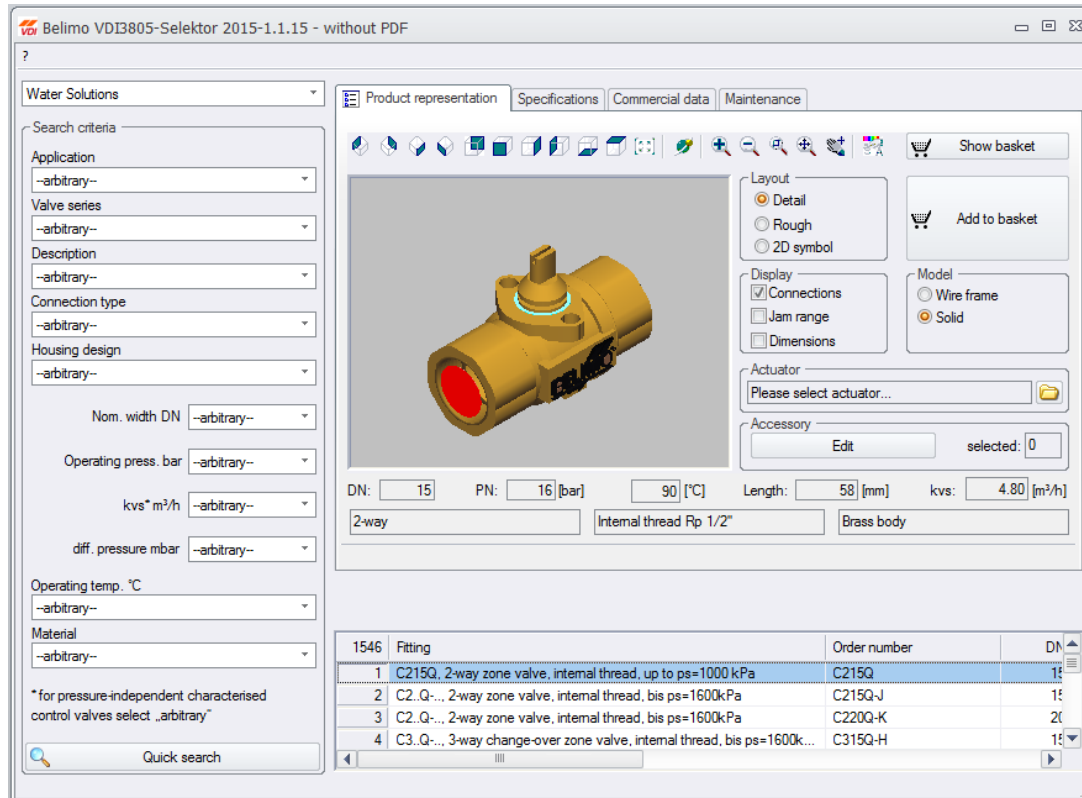 VDI Belimo VDI3805-Selektor 2015-1.1.15 - without PDF
?
Water Solutions
Search criteria
Application
--arbitrary--
Valve series
--arbitrary--
Description
--arbitrary--
Connection type
--arbitrary--
Housing design
--arbitrary--
Nom. width DN --arbitrary--
Operating press. bar --arbitrary--
kvs* m³/h --arbitrary--
diff. pressure mbar --arbitrary--
Operating temp. °C
--arbitrary--
Material
--arbitrary--
*for pressure-independent characterised
control valves select „arbitrary"
Quick search
Product representation Specifications Commercial data Maintenance
Show basket
Add to basket
Layout
Detail
Rough
2D symbol
Display
Connections
Jam range
Dimensions
Model
Wire frame
Solid
Actuator
Please select actuator...
Accessory
Edit selected: 0
BELIMO
DN: 15 PN: 16 [bar] 90 [°C] Length: 58 [mm] kvs: 4.80 [m³/h]
2-way Internal thread Rp 1/2" Brass body
1546 Fitting Order number DN
1 C215Q, 2-way zone valve, internal thread, up to ps=1000 kPa C215Q 15
2 C2..Q-.., 2-way zone valve, internal thread, bis ps=1600kPa C215Q-J 15
3 C2..Q-.., 2-way zone valve, internal thread, bis ps=1600kPa C220Q-K 20
4 C3..Q-.., 3-way change-over zone valve, internal thread, bis ps=1600k... C315Q-H 15